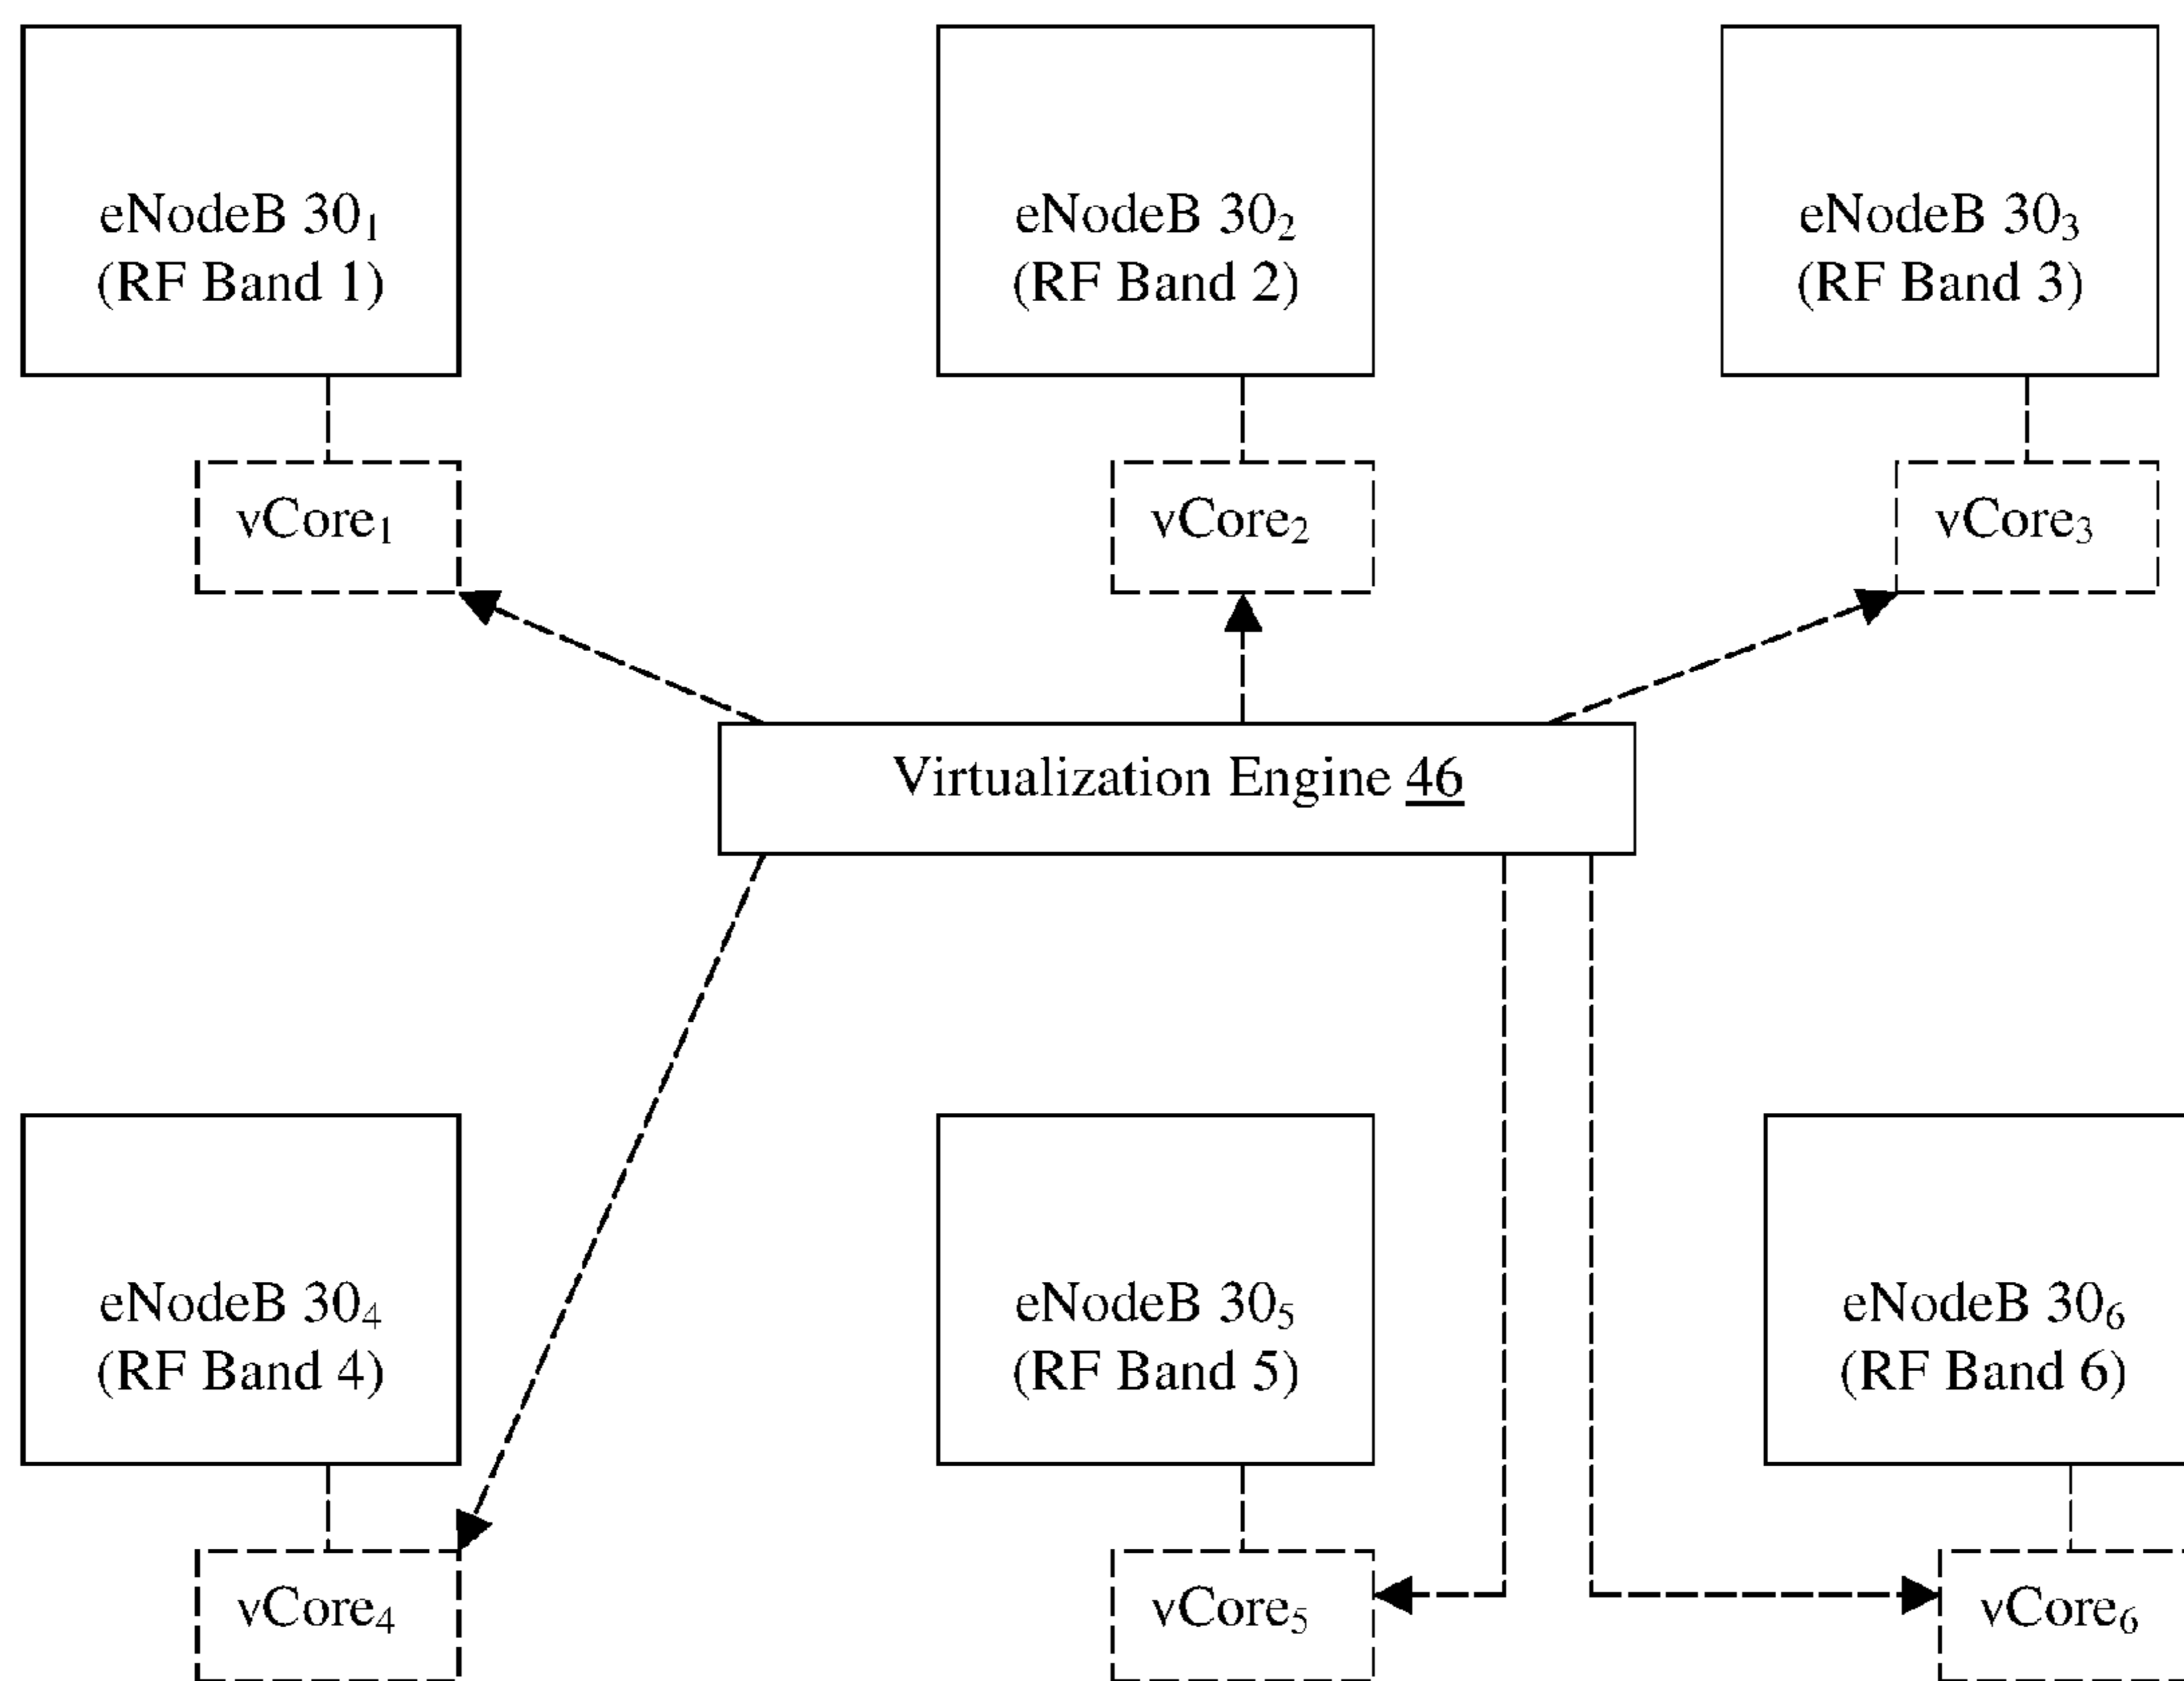 eNodeB 30₁
(RF Band 1)
eNodeB 30₂
(RF Band 2)
eNodeB 30₃
(RF Band 3)
vCore₁
vCore₂
vCore₃
Virtualization Engine 46
eNodeB 30₄
(RF Band 4)
eNodeB 30₅
(RF Band 5)
eNodeB 30₆
(RF Band 6)
vCore₄
vCore₅
vCore₆